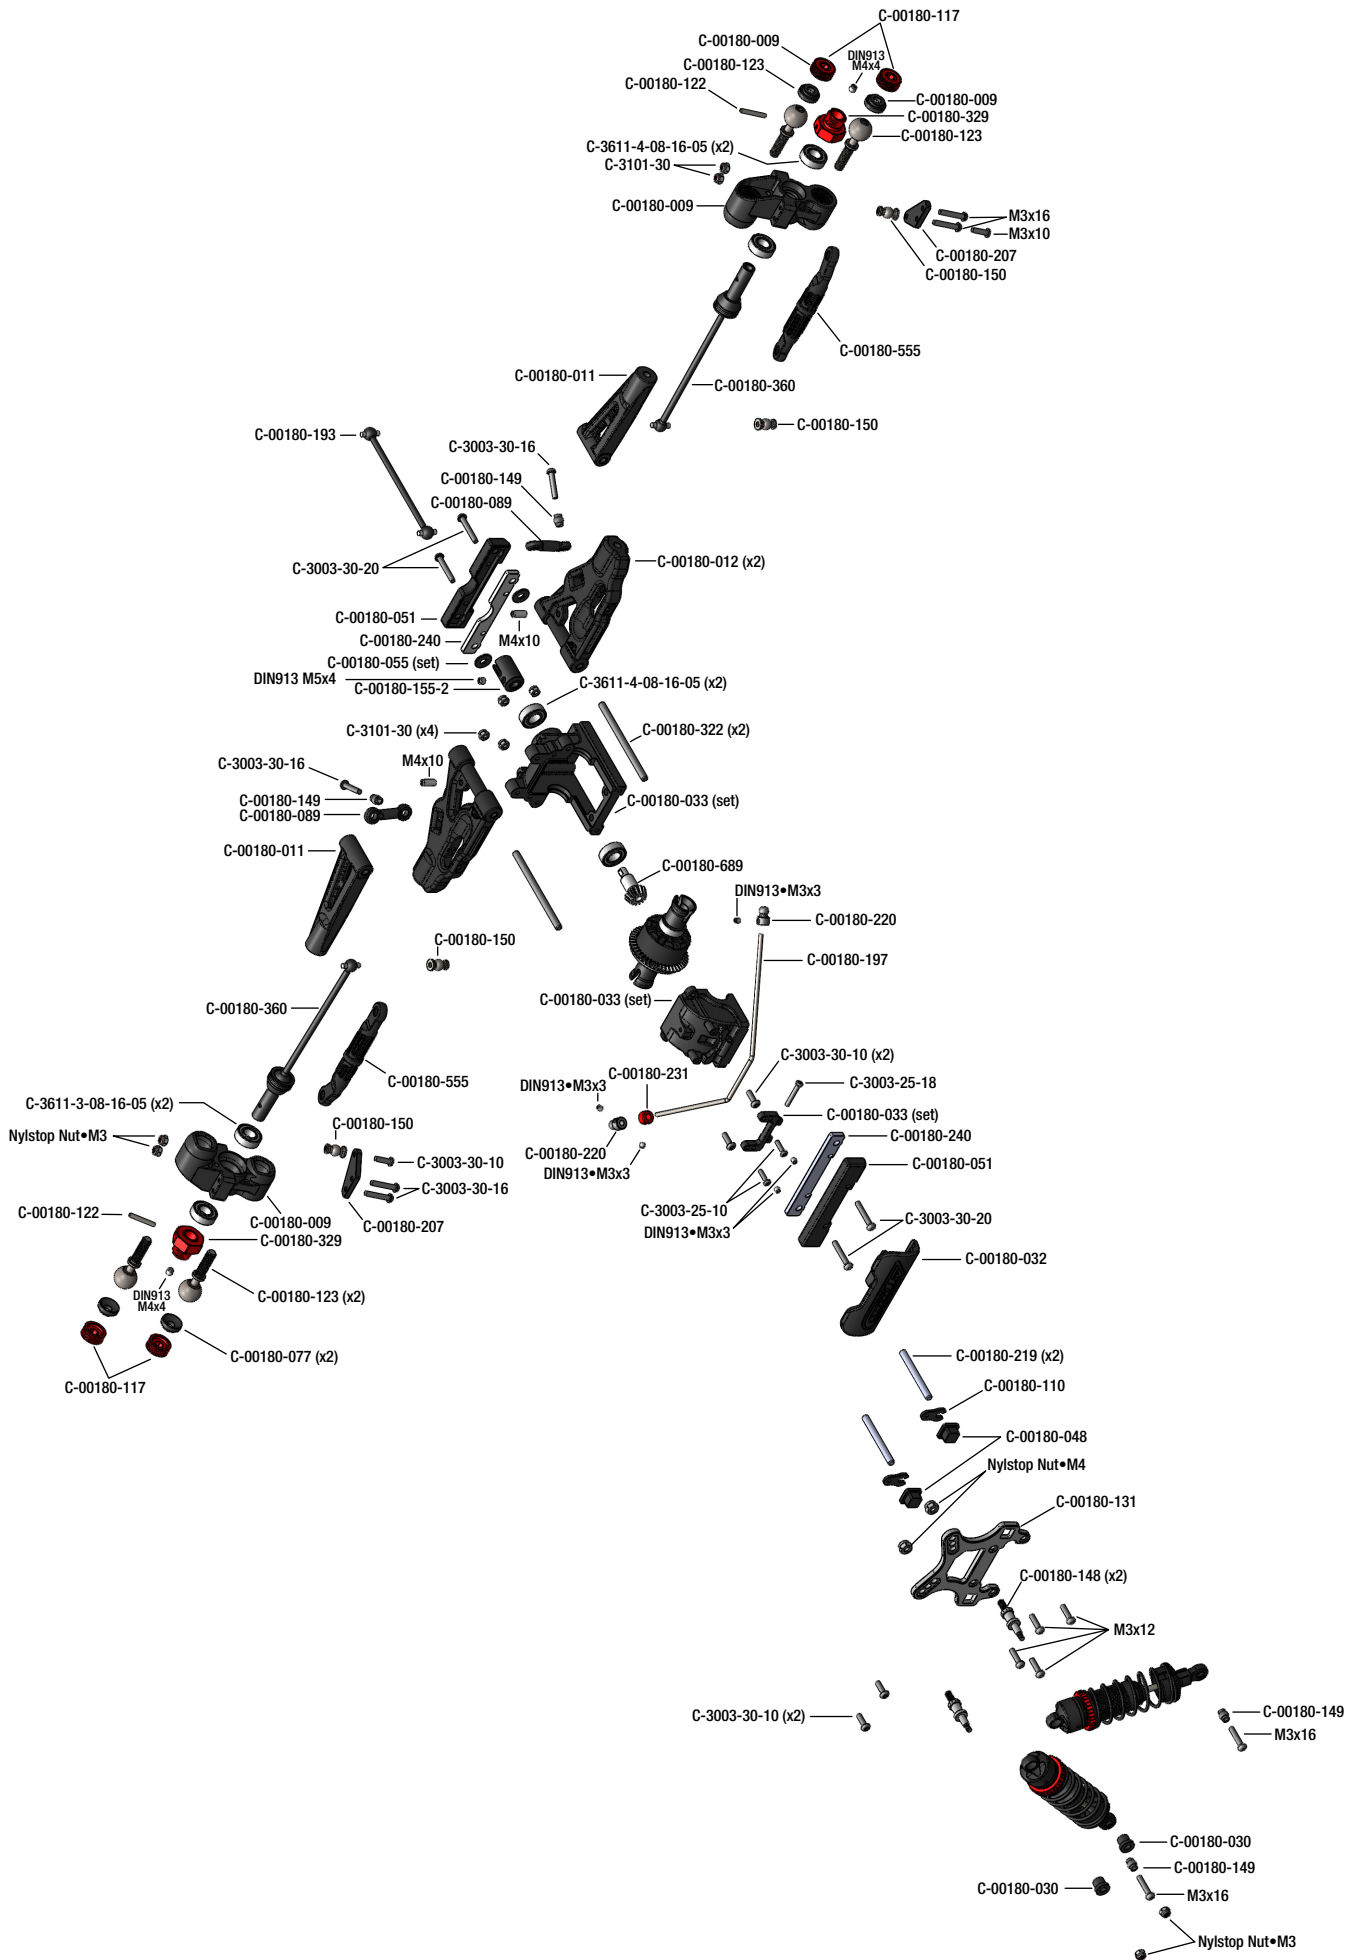 C-00180-117
C-00180-009
DIN913
M4x4
C-00180-123
C-00180-122
C-00180-009
C-00180-329
C-00180-123
C-3611-4-08-16-05 (x2)
C-3101-30
C-00180-009
M3x16
M3x10
C-00180-207
C-00180-150
C-00180-555
C-00180-011
C-00180-360
C-00180-150
C-00180-193
C-3003-30-16
C-00180-149
C-00180-089
C-3003-30-20
C-00180-012 (x2)
C-00180-051
C-00180-240
M4x10
C-00180-055 (set)
DIN913 M5x4
C-00180-155-2
C-3611-4-08-16-05 (x2)
C-3101-30 (x4)
C-00180-322 (x2)
M4x10
C-3003-30-16
C-00180-149
C-00180-089
C-00180-033 (set)
C-00180-011
C-00180-689
DIN913•M3x3
C-00180-220
C-00180-150
C-00180-197
C-00180-033 (set)
C-00180-360
C-00180-555
C-3003-30-10 (x2)
C-00180-231
C-3003-25-18
DIN913•M3x3
C-3611-3-08-16-05 (x2)
C-00180-033 (set)
C-00180-150
Nylstop Nut•M3
C-00180-240
C-00180-220
C-3003-30-10
C-00180-051
DIN913•M3x3
C-3003-30-16
C-00180-122
C-00180-009
C-00180-207
C-3003-25-10
C-3003-30-20
C-00180-329
DIN913•M3x3
C-00180-032
DIN913
M4x4
C-00180-123 (x2)
C-00180-077 (x2)
C-00180-219 (x2)
C-00180-117
C-00180-110
C-00180-048
Nylstop Nut•M4
C-00180-131
C-00180-148 (x2)
M3x12
C-3003-30-10 (x2)
C-00180-149
M3x16
C-00180-030
C-00180-149
C-00180-030
M3x16
Nylstop Nut•M3